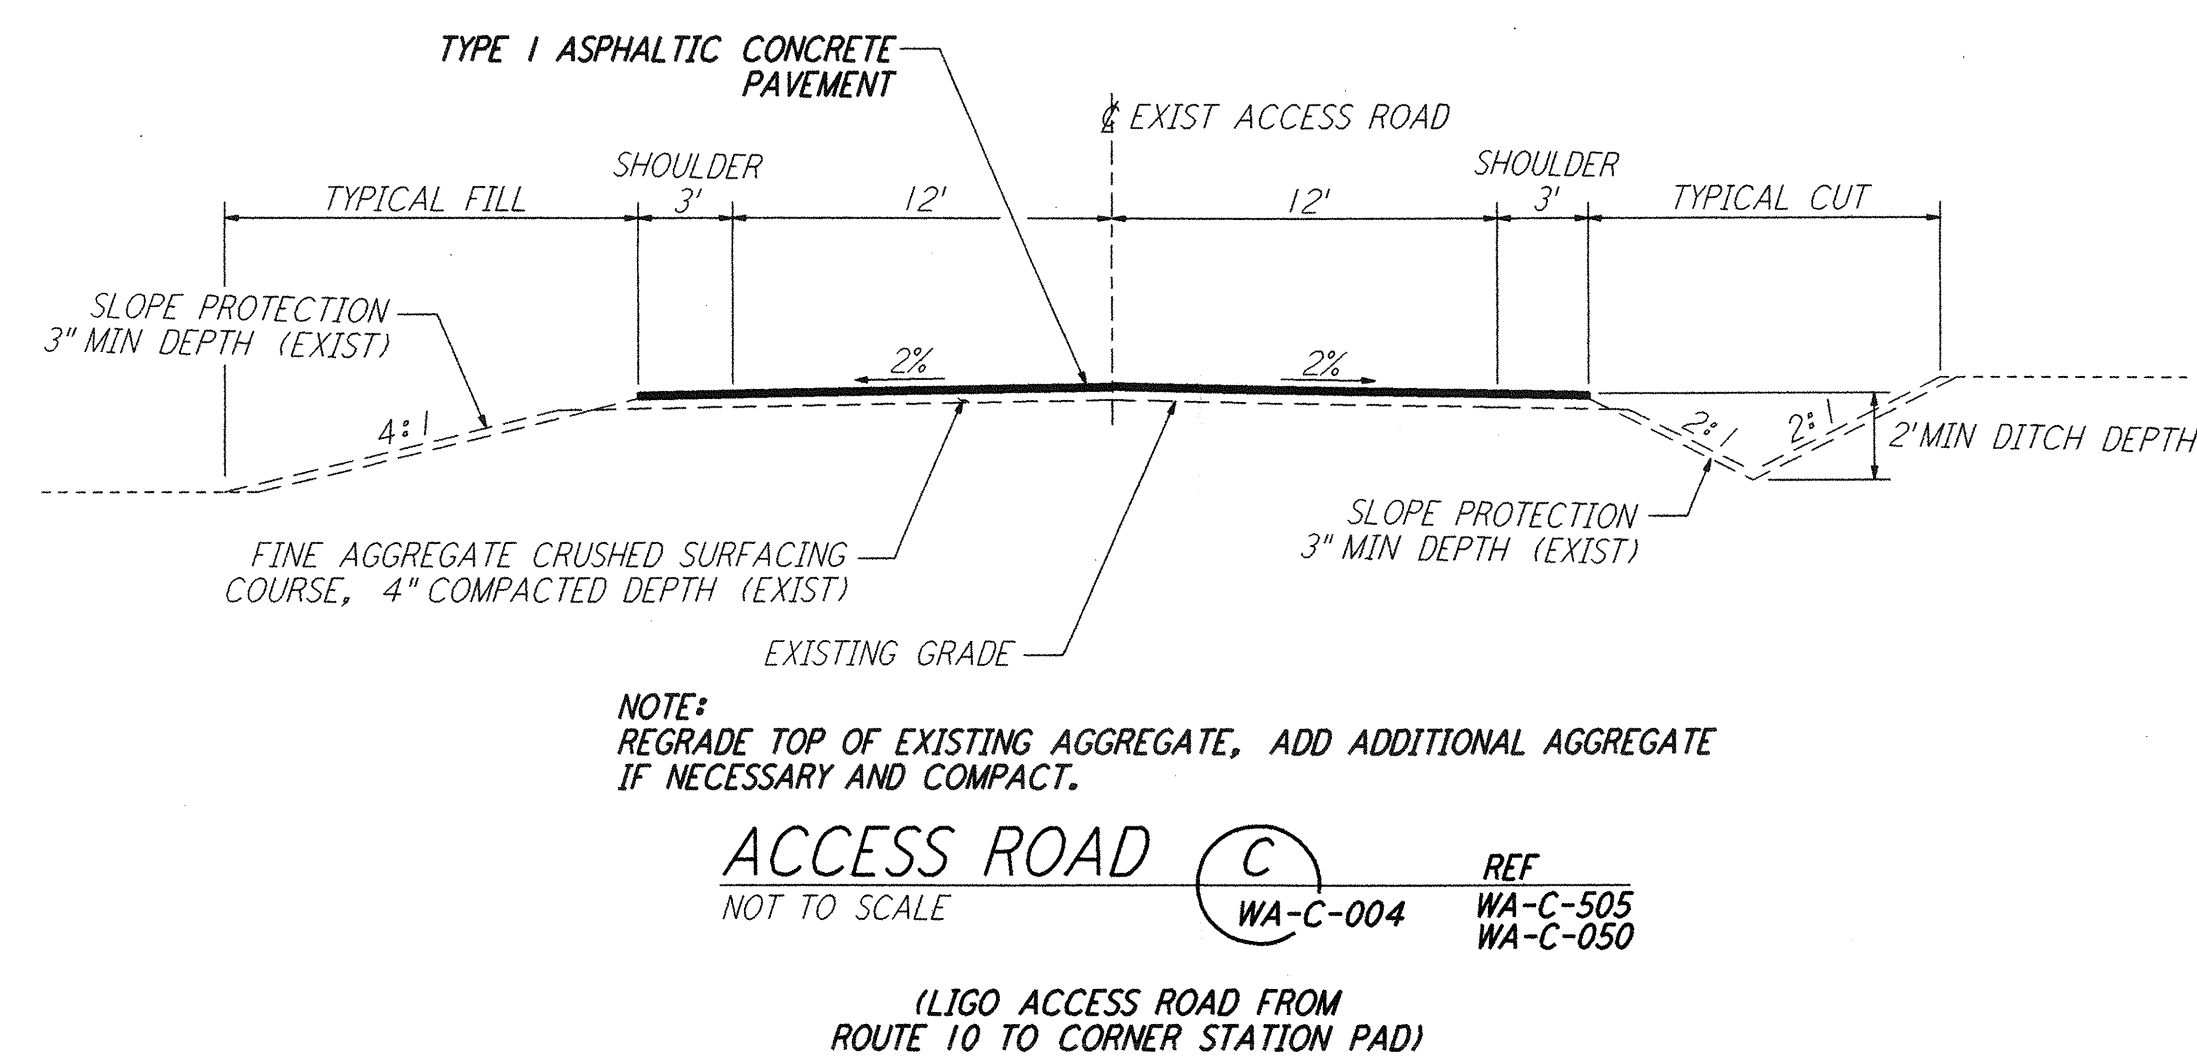 TYPE 1 ASPHALTIC CONCRETE
PAVEMENT
℄ EXIST ACCESS ROAD
SHOULDER
SHOULDER
TYPICAL FILL
3'
12'
12'
3'
TYPICAL CUT
SLOPE PROTECTION
3" MIN DEPTH (EXIST)
2%
2%
4:1
2:1
2:1
2' MIN DITCH DEPTH
SLOPE PROTECTION
3" MIN DEPTH (EXIST)
FINE AGGREGATE CRUSHED SURFACING
COURSE, 4" COMPACTED DEPTH (EXIST)
EXISTING GRADE
NOTE:
REGRADE TOP OF EXISTING AGGREGATE, ADD ADDITIONAL AGGREGATE
IF NECESSARY AND COMPACT.
ACCESS ROAD
C
REF
NOT TO SCALE
WA-C-004
WA-C-505
WA-C-050
(LIGO ACCESS ROAD FROM
ROUTE 10 TO CORNER STATION PAD)